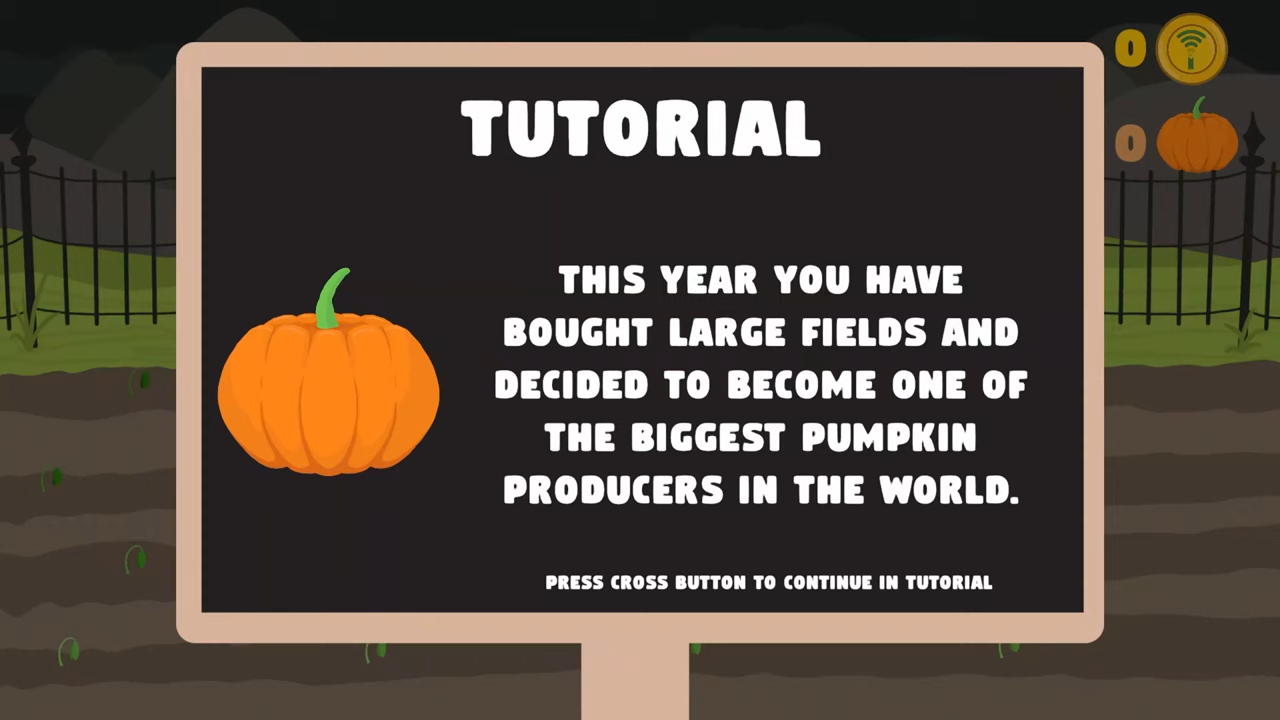 0
TUTORIAL
0
THIS YEAR YOU HAVE
BOUGHT LARGE FIELDS AND
DECIDED TO BECOME ONE OF
THE BIGGEST PUMPKIN
PRODUCERS IN THE WORLD.
PRESS CROSS BUTTON TO CONTINUE IN TUTORIAL